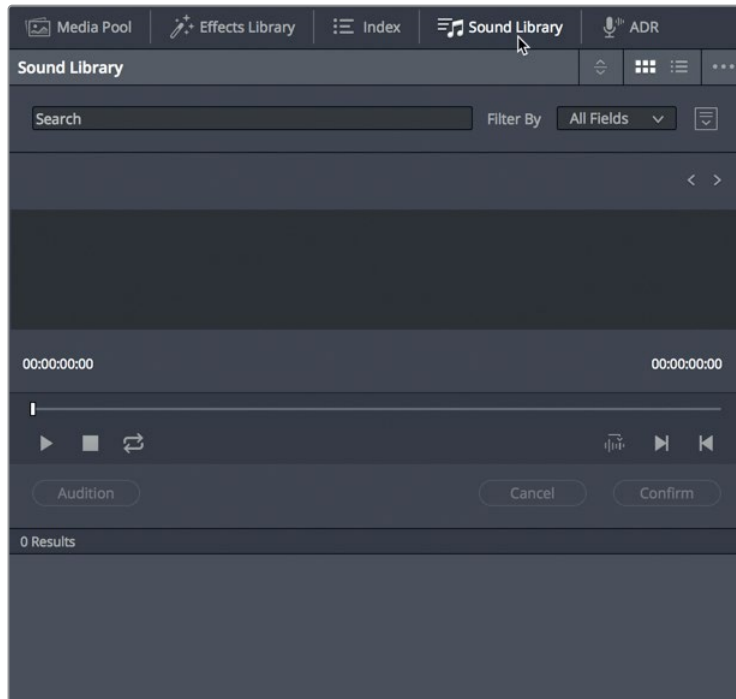 Media Pool Effects Library Index Sound Library ADR
Sound Library
Search Filter By All Fields
00:00:00:00 00:00:00:00
Audition Cancel Confirm
0 Results